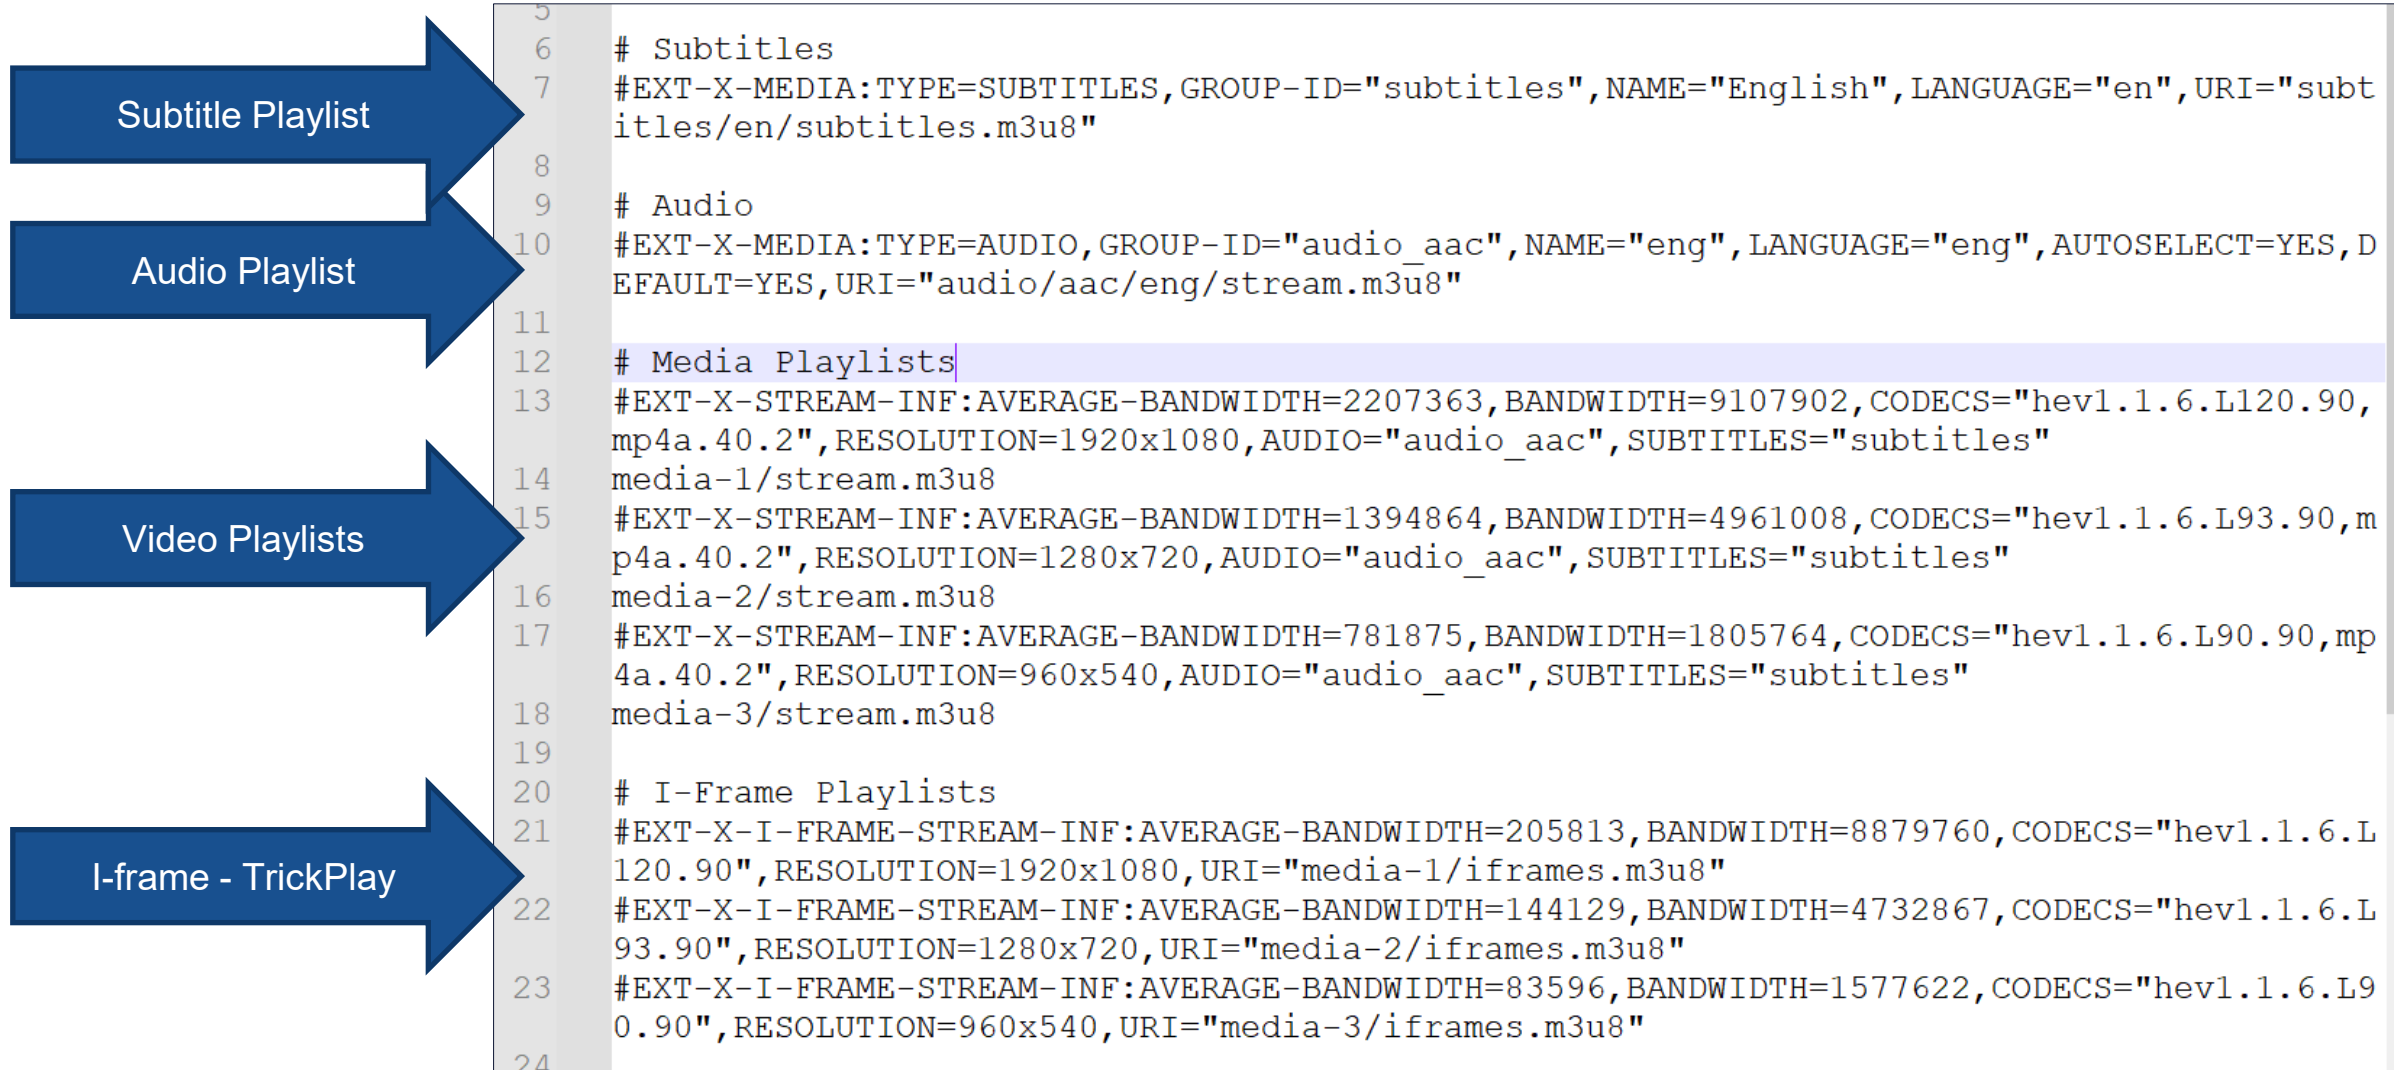 Subtitle Playlist
Audio Playlist
Video Playlists
I-frame - TrickPlay
5
6 # Subtitles
7 #EXT-X-MEDIA:TYPE=SUBTITLES,GROUP-ID="subtitles",NAME="English",LANGUAGE="en",URI="subt
itles/en/subtitles.m3u8"
8
9 # Audio
10 #EXT-X-MEDIA:TYPE=AUDIO,GROUP-ID="audio_aac",NAME="eng",LANGUAGE="eng",AUTOSELECT=YES,D
EFAULT=YES,URI="audio/aac/eng/stream.m3u8"
11
12 # Media Playlists
13 #EXT-X-STREAM-INF:AVERAGE-BANDWIDTH=2207363,BANDWIDTH=9107902,CODECS="hev1.1.6.L120.90,
mp4a.40.2",RESOLUTION=1920x1080,AUDIO="audio_aac",SUBTITLES="subtitles"
14 media-1/stream.m3u8
15 #EXT-X-STREAM-INF:AVERAGE-BANDWIDTH=1394864,BANDWIDTH=4961008,CODECS="hev1.1.6.L93.90,m
p4a.40.2",RESOLUTION=1280x720,AUDIO="audio_aac",SUBTITLES="subtitles"
16 media-2/stream.m3u8
17 #EXT-X-STREAM-INF:AVERAGE-BANDWIDTH=781875,BANDWIDTH=1805764,CODECS="hev1.1.6.L90.90,mp
4a.40.2",RESOLUTION=960x540,AUDIO="audio_aac",SUBTITLES="subtitles"
18 media-3/stream.m3u8
19
20 # I-Frame Playlists
21 #EXT-X-I-FRAME-STREAM-INF:AVERAGE-BANDWIDTH=205813,BANDWIDTH=8879760,CODECS="hev1.1.6.L
120.90",RESOLUTION=1920x1080,URI="media-1/iframes.m3u8"
22 #EXT-X-I-FRAME-STREAM-INF:AVERAGE-BANDWIDTH=144129,BANDWIDTH=4732867,CODECS="hev1.1.6.L
93.90",RESOLUTION=1280x720,URI="media-2/iframes.m3u8"
23 #EXT-X-I-FRAME-STREAM-INF:AVERAGE-BANDWIDTH=83596,BANDWIDTH=1577622,CODECS="hev1.1.6.L9
0.90",RESOLUTION=960x540,URI="media-3/iframes.m3u8"
24